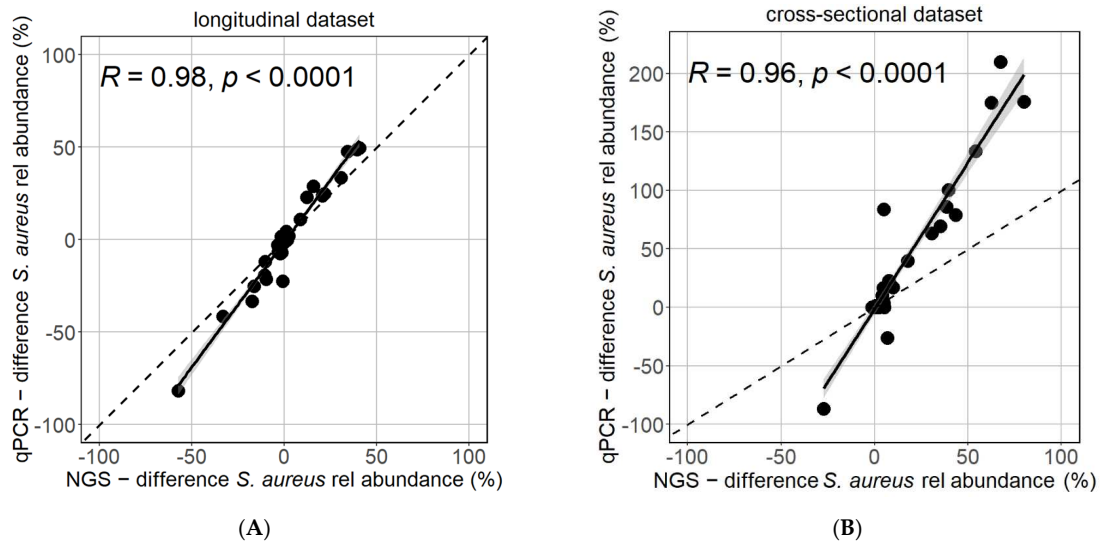 longitudinal dataset
qPCR − difference S. aureus rel abundance (%)
R = 0.98, p < 0.0001
100
50
0
-50
-100
-100 -50 0 50 100
NGS − difference S. aureus rel abundance (%)
(A)
cross-sectional dataset
qPCR − difference S. aureus rel abundance (%)
R = 0.96, p < 0.0001
200
150
100
50
0
-50
-100
-100 -50 0 50 100
NGS − difference S. aureus rel abundance (%)
(B)